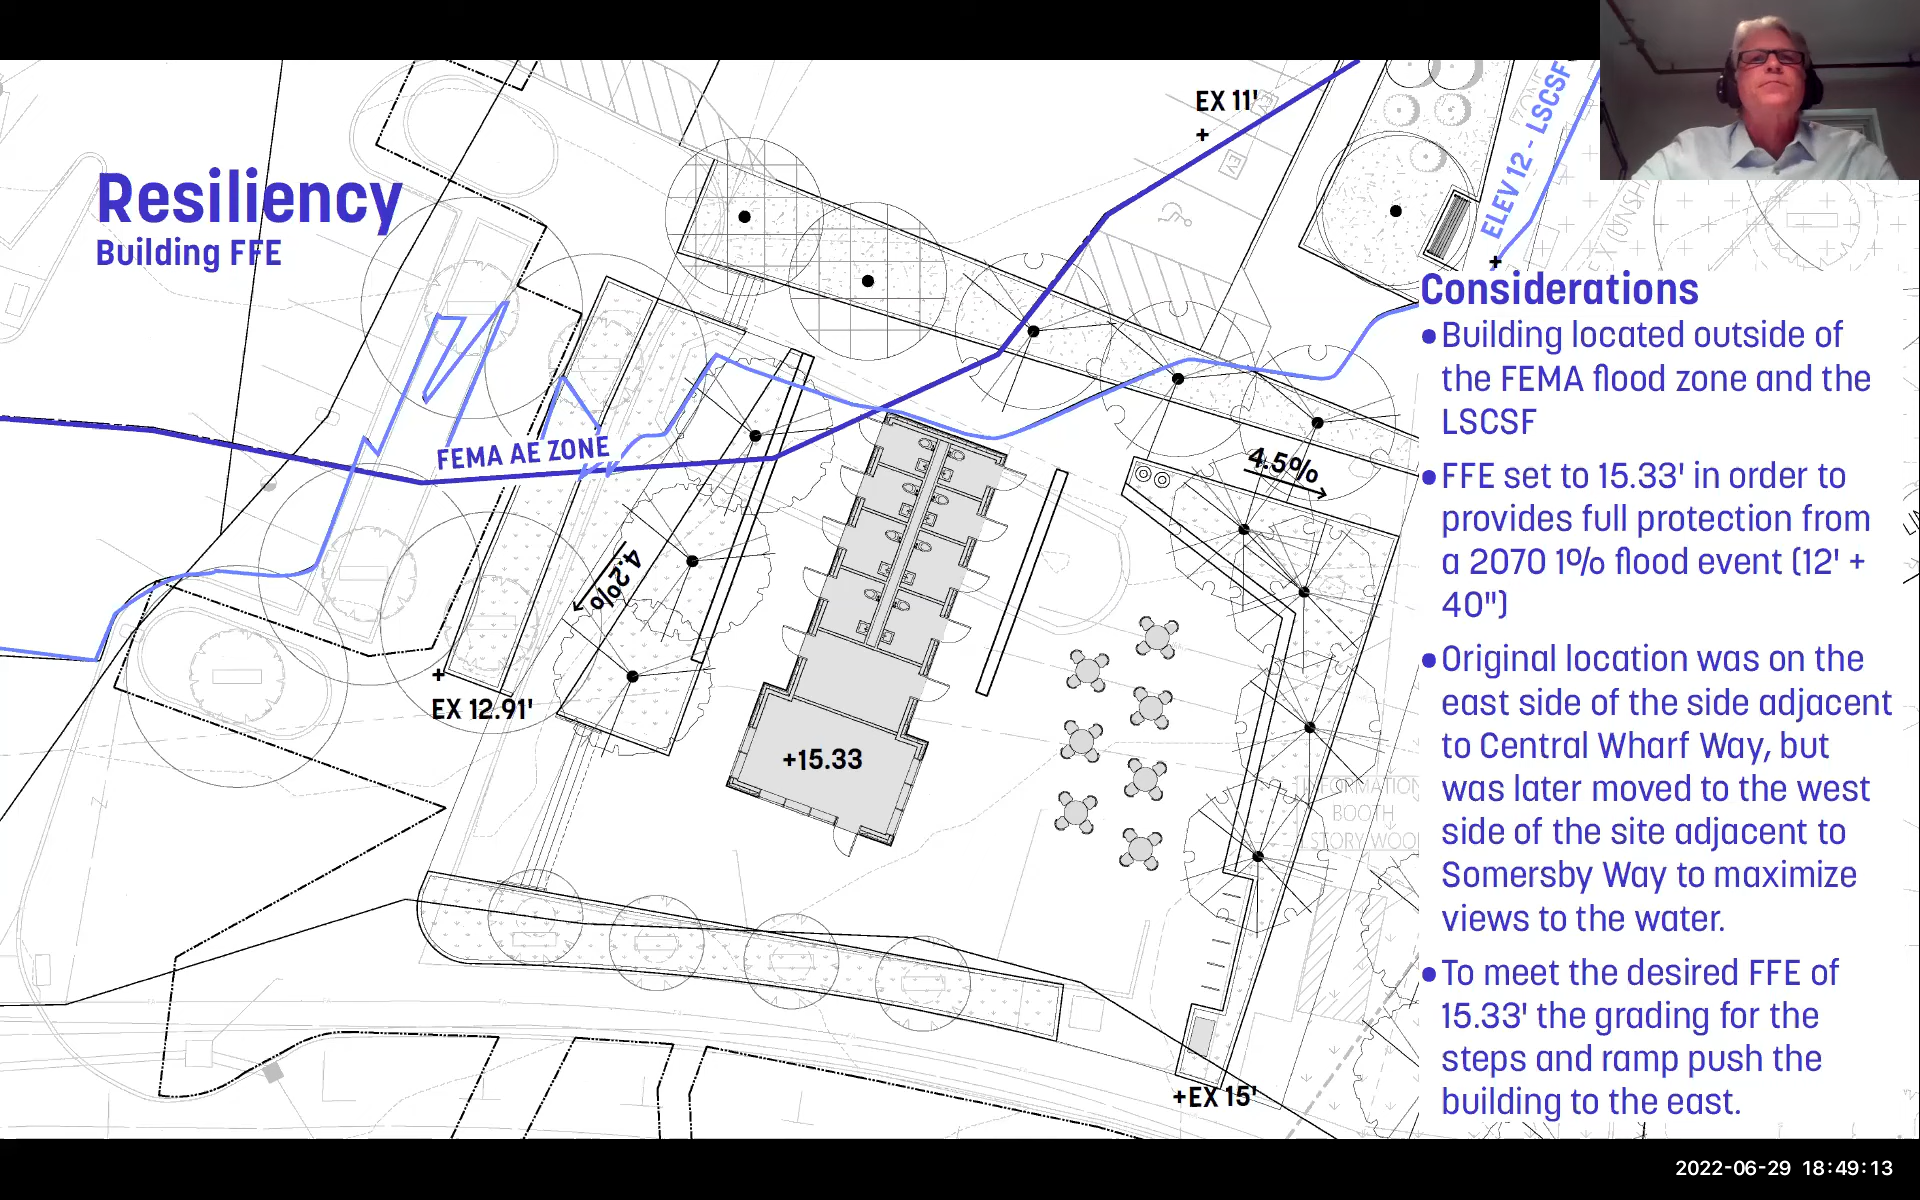 Resiliency
Building FFE
EX 11'
+
EV
ELEV 12 - LSCSF
+
FEMA AE ZONE
4.5%
4.2%
+
EX 12.91'
+15.33
INFORMATION
BOOTH
+EX 15'
Considerations
•Building located outside of
the FEMA flood zone and the
LSCSF
•FFE set to 15.33' in order to
provides full protection from
a 2070 1% flood event (12' +
40")
•Original location was on the
east side of the side adjacent
to Central Wharf Way, but
was later moved to the west
side of the site adjacent to
Somersby Way to maximize
views to the water.
•To meet the desired FFE of
15.33' the grading for the
steps and ramp push the
building to the east.
2022-06-29 18:49:13